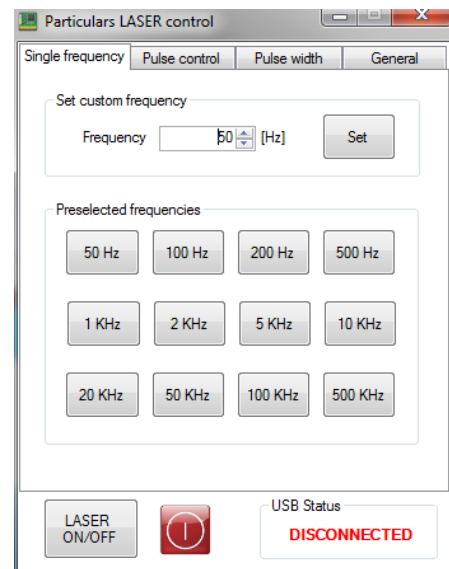 Particulars LASER control
Single frequency Pulse control Pulse width General
Set custom frequency
Frequency 50 [Hz] Set
Preselected frequencies
50 Hz 100 Hz 200 Hz 500 Hz
1 KHz 2 KHz 5 KHz 10 KHz
20 KHz 50 KHz 100 KHz 500 KHz
USB Status
LASER
ON/OFF
DISCONNECTED